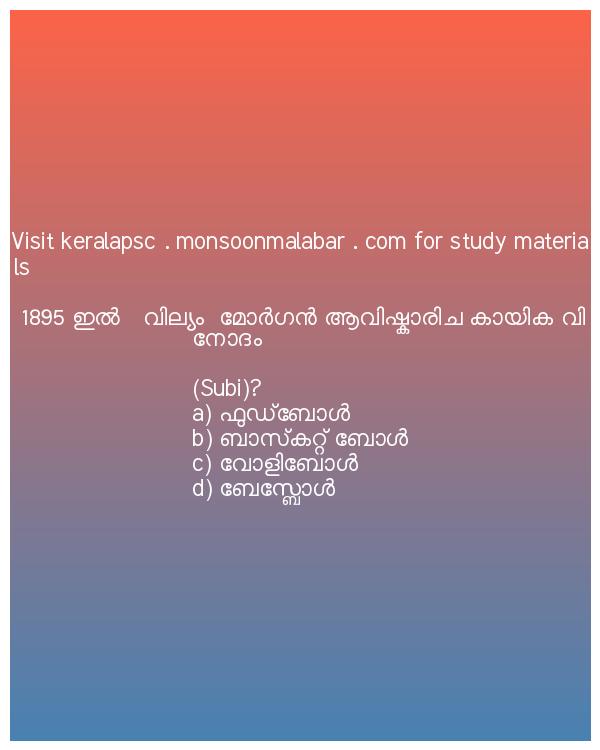 Visit keralapsc . monsoonmalabar . com for study materia
ls
1895 ഇൽ വില്യം മോർഗൻ ആവിഷ്കാരിച കായിക വി
നോദം
(Subi)?
a) ഫുഡ്ബോൾ
b) ബാസ്കറ്റ് ബോൾ
c) വോളിബോൾ
d) ബേസ്ബോൾ